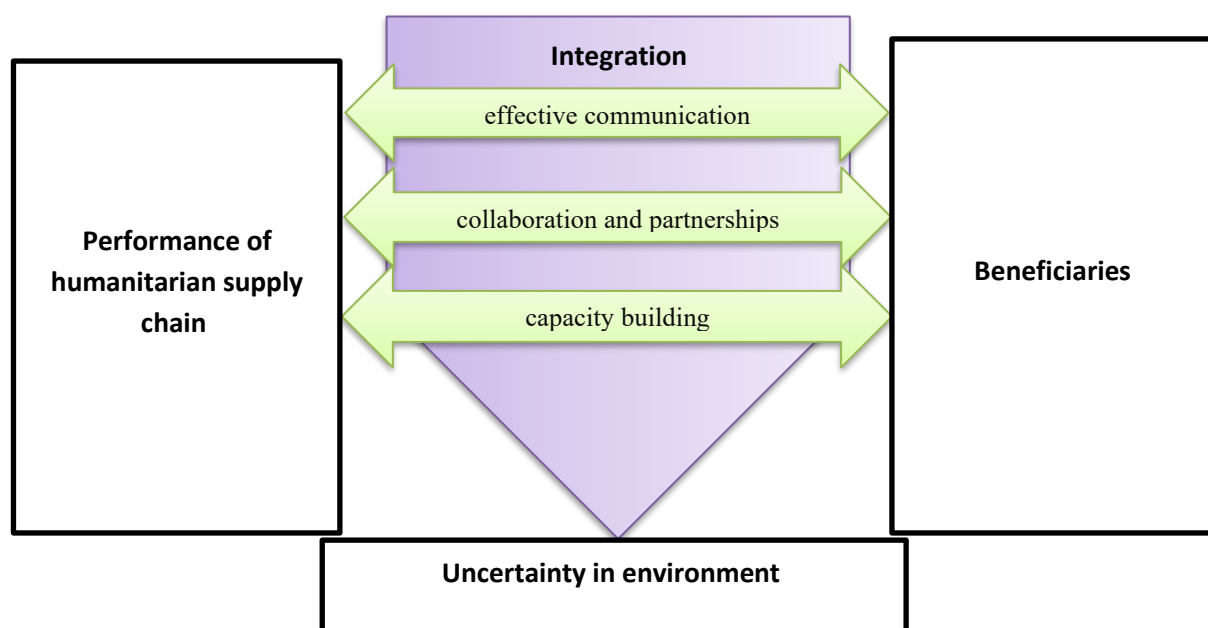 Integration
effective communication
collaboration and partnerships
capacity building
Performance of
humanitarian supply
chain
Beneficiaries
Uncertainty in environment